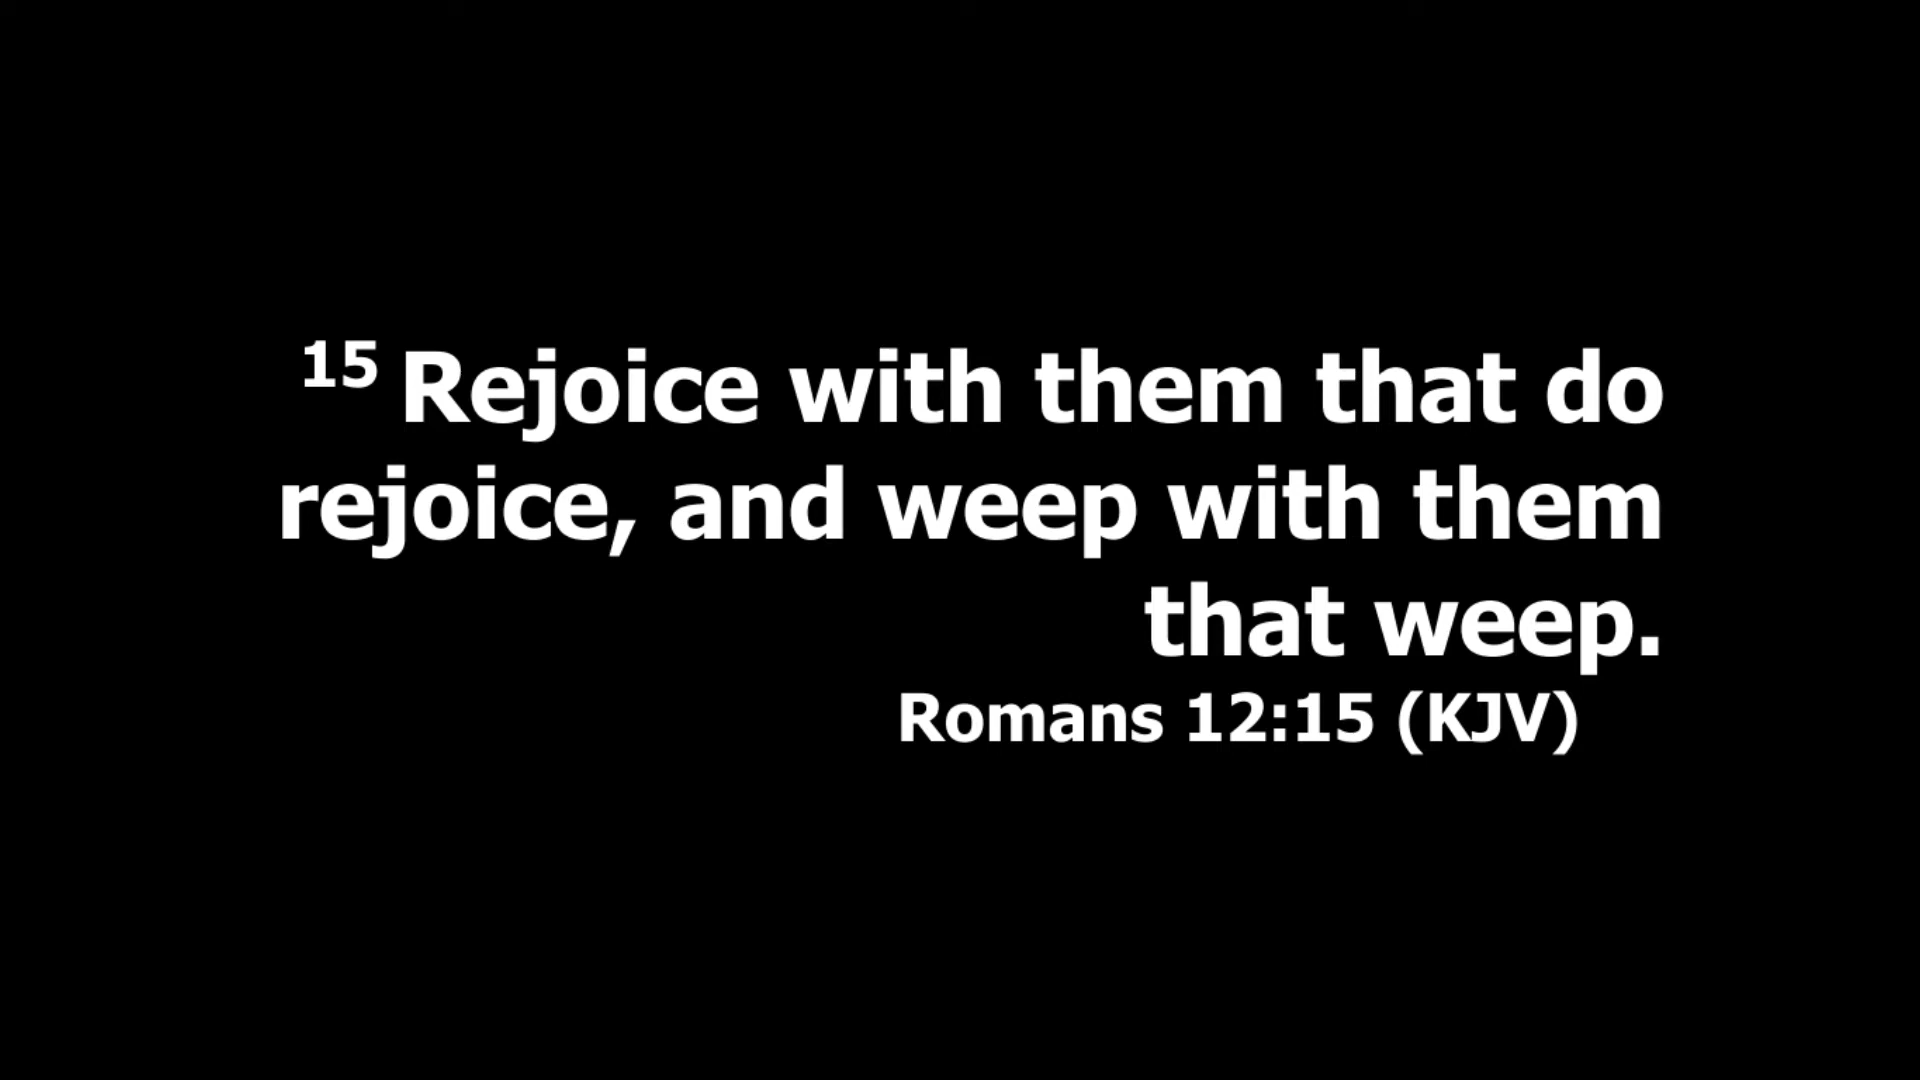 15 Rejoice with them that do
rejoice, and weep with them
that weep.
Romans 12:15 (KJV)